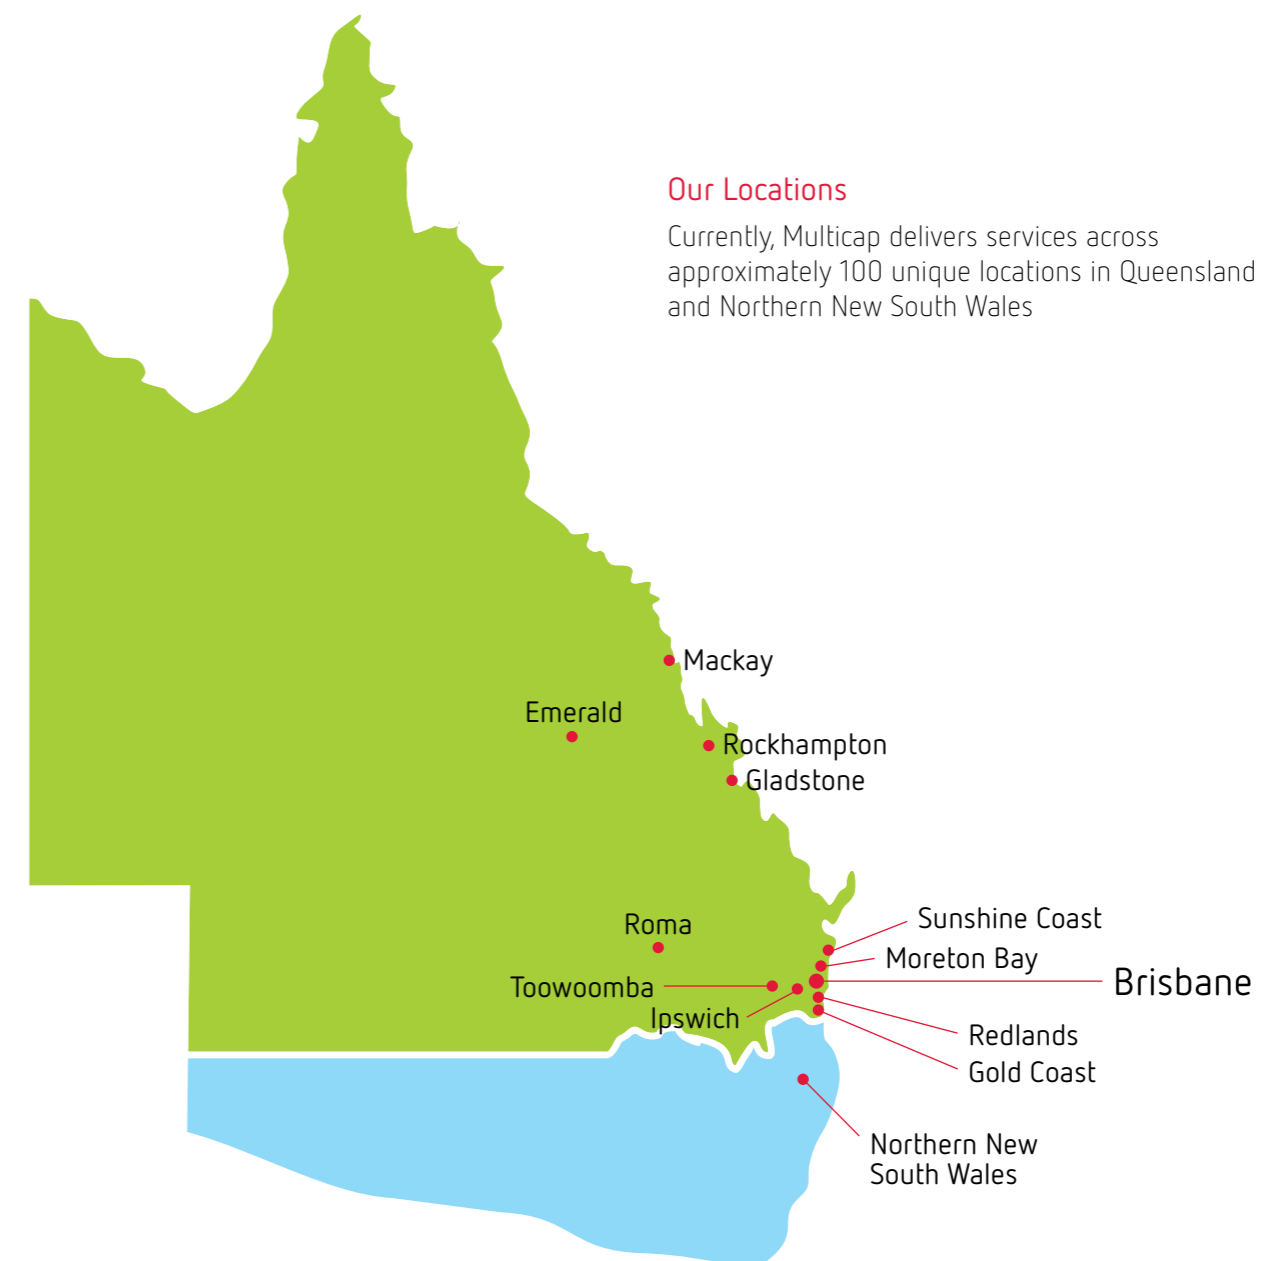 Our Locations
Currently, Multicap delivers services across
approximately 100 unique locations in Queensland
and Northern New South Wales
Mackay
Emerald
Rockhampton
Gladstone
Sunshine Coast
Roma
Moreton Bay
Brisbane
Toowoomba
Ipswich
Redlands
Gold Coast
Northern New
South Wales